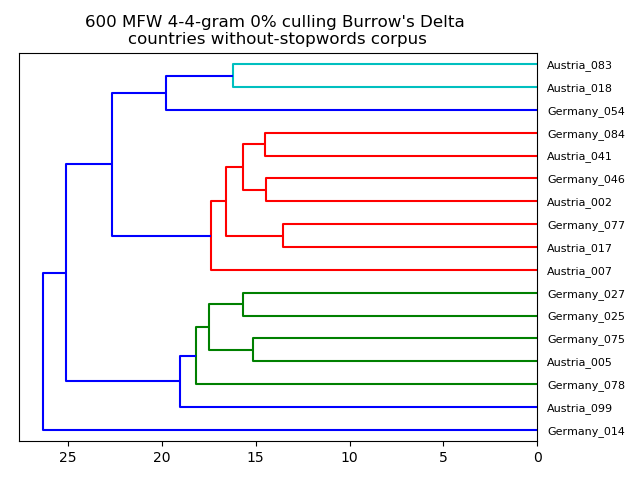 600 MFW 4-4-gram 0% culling Burrow's Delta
countries without-stopwords corpus
Austria_083
Austria_018
Germany_054
Germany_084
Austria_041
Germany_046
Austria_002
Germany_077
Austria_017
Austria_007
Germany_027
Germany_025
Germany_075
Austria_005
Germany_078
Austria_099
Germany_014
25 20 15 10 5 0